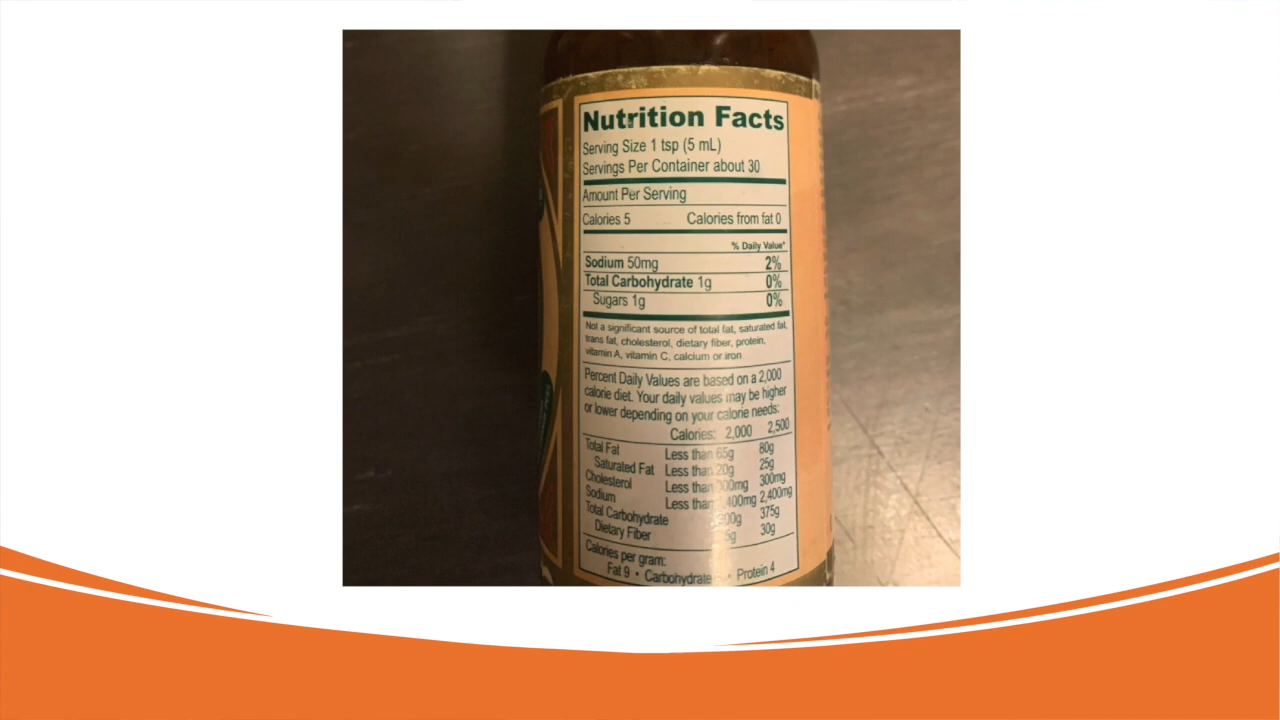 Nutrition Facts
Serving Size 1 tsp (5 mL)
Servings Per Container about 30
Amount Per Serving
Calories 5 Calories from fat 0
% Daily Value*
Sodium 50mg 2%
Total Carbohydrate 1g 0%
Sugars 1g 0%
Not a significant source of total fat, saturated fat,
trans fat, cholesterol, dietary fiber, protein,
vitamin A, vitamin C, calcium or iron
Percent Daily Values are based on a 2,000
calorie diet. Your daily values may be higher
or lower depending on your calorie needs:
Calories: 2,000 2,500
Total Fat Less than 65g 80g
Saturated Fat Less than 20g 25g
Cholesterol Less than 300mg
Sodium Less than 2,400mg
Total Carbohydrate 375g
Dietary Fiber 30g
Calories per gram:
Fat 9 • Carbohydrate • Protein 4